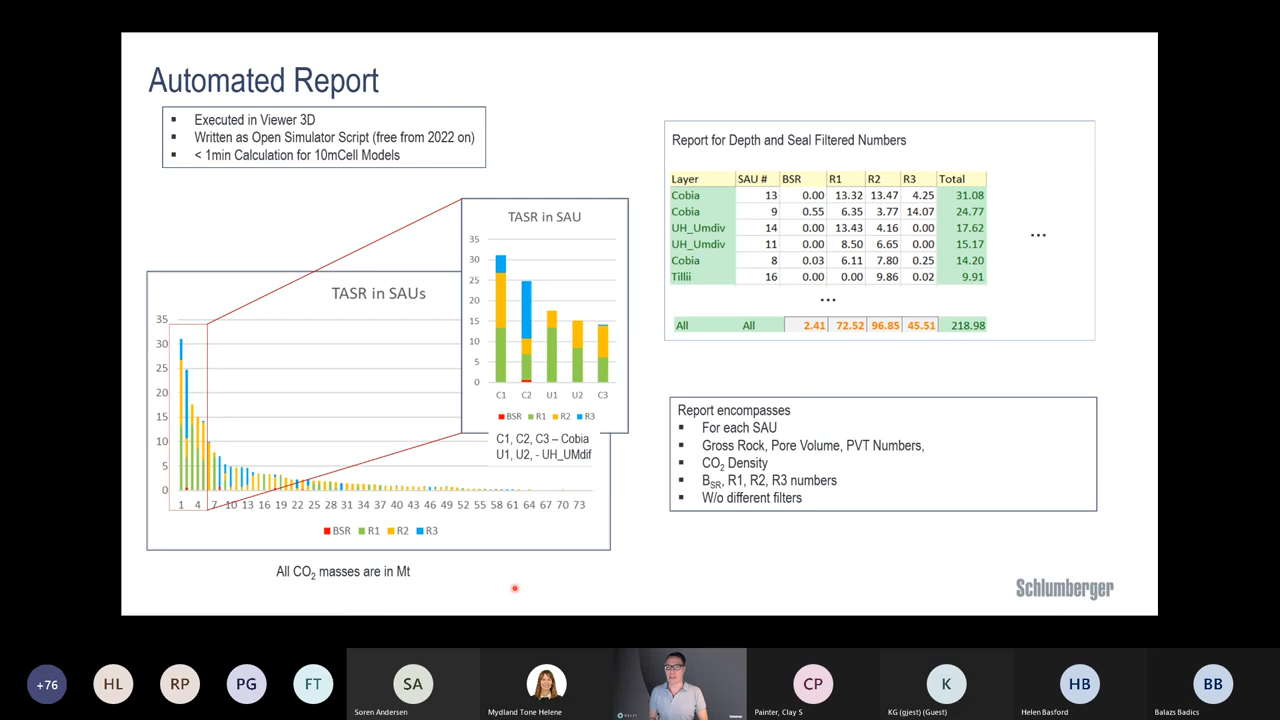 Automated Report
▪ Executed in Viewer 3D
▪ Written as Open Simulator Script (free from 2022 on)
▪ < 1min Calculation for 10mCell Models
TASR in SAUs
35
30
25
20
15
10
5
0
1 4 7 10 13 16 19 22 25 28 31 34 37 40 43 46 49 52 55 58 61 64 67 70 73
BSR R1 R2 R3
All CO₂ masses are in Mt
TASR in SAU
35
30
25
20
15
10
5
0
C1 C2 U1 U2 C3
BSR R1 R2 R3
C1, C2, C3 – Cobia
U1, U2, - UH_UMdif
Report for Depth and Seal Filtered Numbers
Layer SAU # BSR R1 R2 R3 Total
Cobia 13 0.00 13.32 13.47 4.25 31.08
Cobia 9 0.55 6.35 3.77 14.07 24.77
UH_Umdiv 14 0.00 13.43 4.16 0.00 17.62
UH_Umdiv 11 0.00 8.50 6.65 0.00 15.17
Cobia 8 0.03 6.11 7.80 0.25 14.20
Tillii 16 0.00 0.00 9.86 0.02 9.91
...
All All 2.41 72.52 96.85 45.51 218.98
...
Report encompasses
▪ For each SAU
▪ Gross Rock, Pore Volume, PVT Numbers,
▪ CO₂ Density
▪ BSR, R1, R2, R3 numbers
▪ W/o different filters
Schlumberger
+76 HL RP PG FT SA CP K HB BB
Soren Andersen Mydland Tone Helene Painter, Clay S KG (gjest) (Guest) Helen Basford Balazs Badics